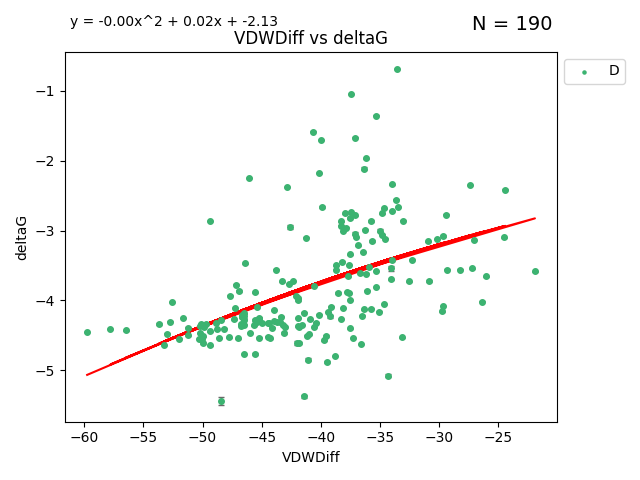 y = -0.00x^2 + 0.02x + -2.13
N = 190
VDWDiff vs deltaG
D
−1
−2
−3
−4
−5
deltaG
−60 −55 −50 −45 −40 −35 −30 −25
VDWDiff